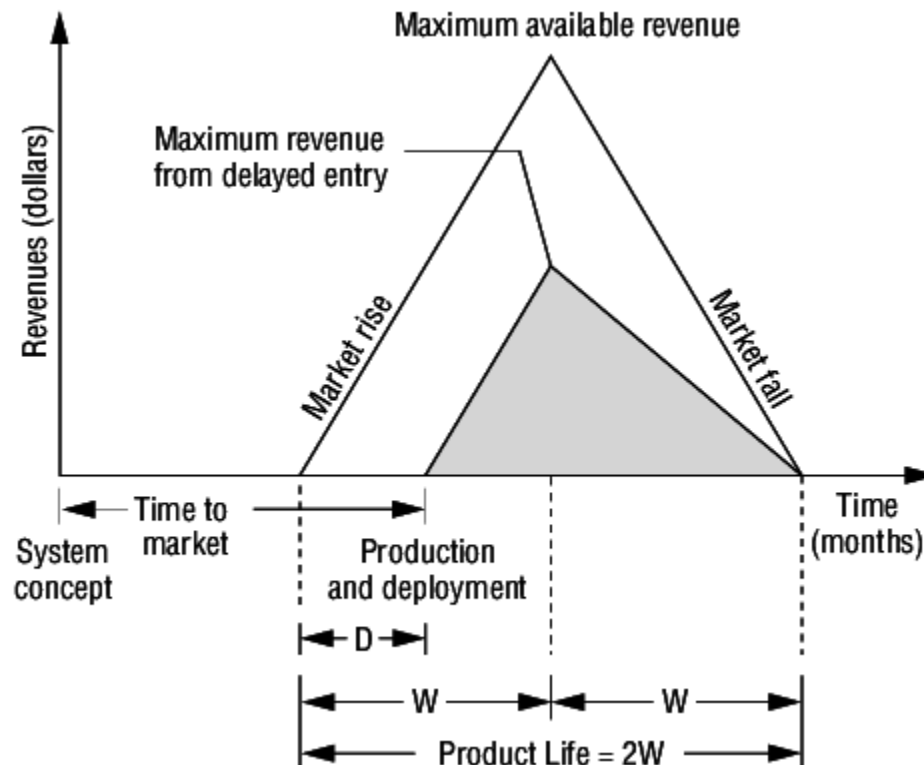 Maximum available revenue
Revenues (dollars)
Maximum revenue
from delayed entry
Market rise
Market fall
Time to
market
Time
(months)
System
concept
Production
and deployment
D
W
W
Product Life = 2W